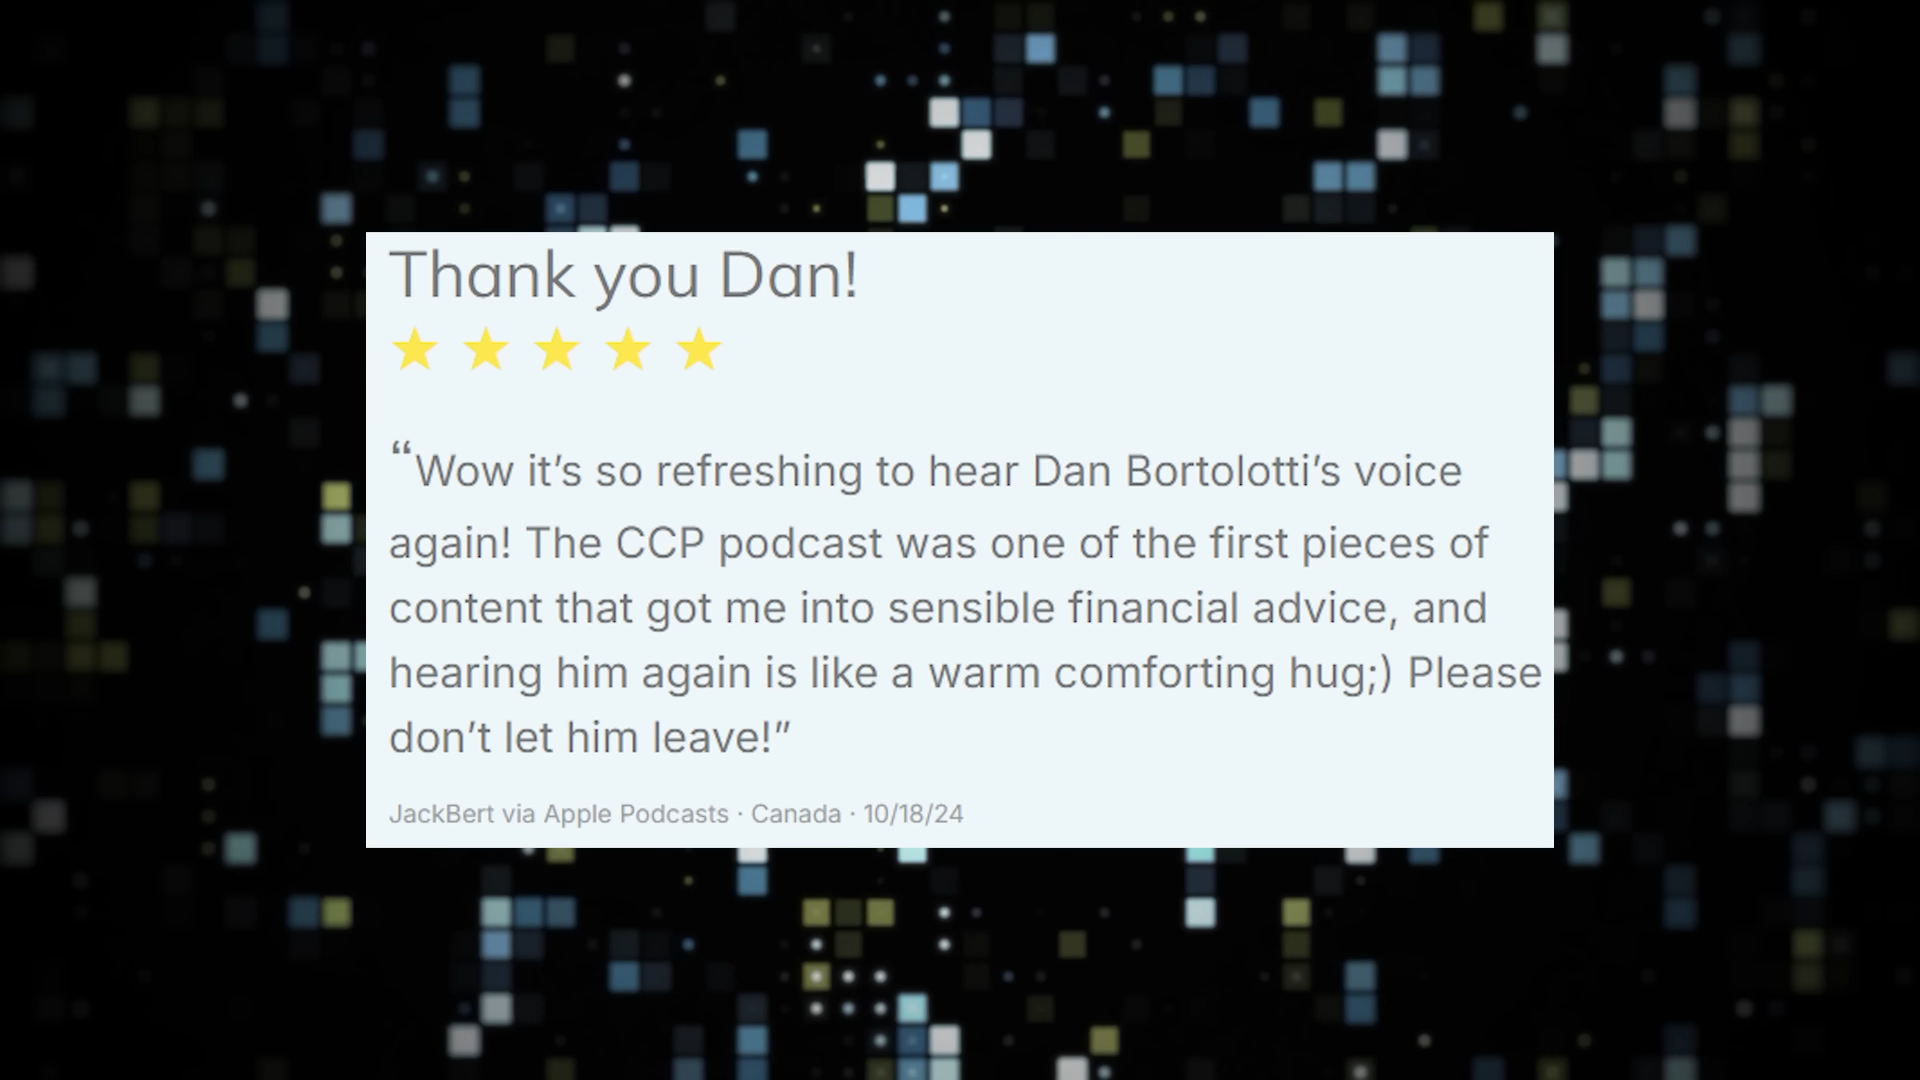 Thank you Dan!
“Wow it’s so refreshing to hear Dan Bortolotti’s voice
again! The CCP podcast was one of the first pieces of
content that got me into sensible financial advice, and
hearing him again is like a warm comforting hug;) Please
don’t let him leave!”
JackBert via Apple Podcasts · Canada · 10/18/24